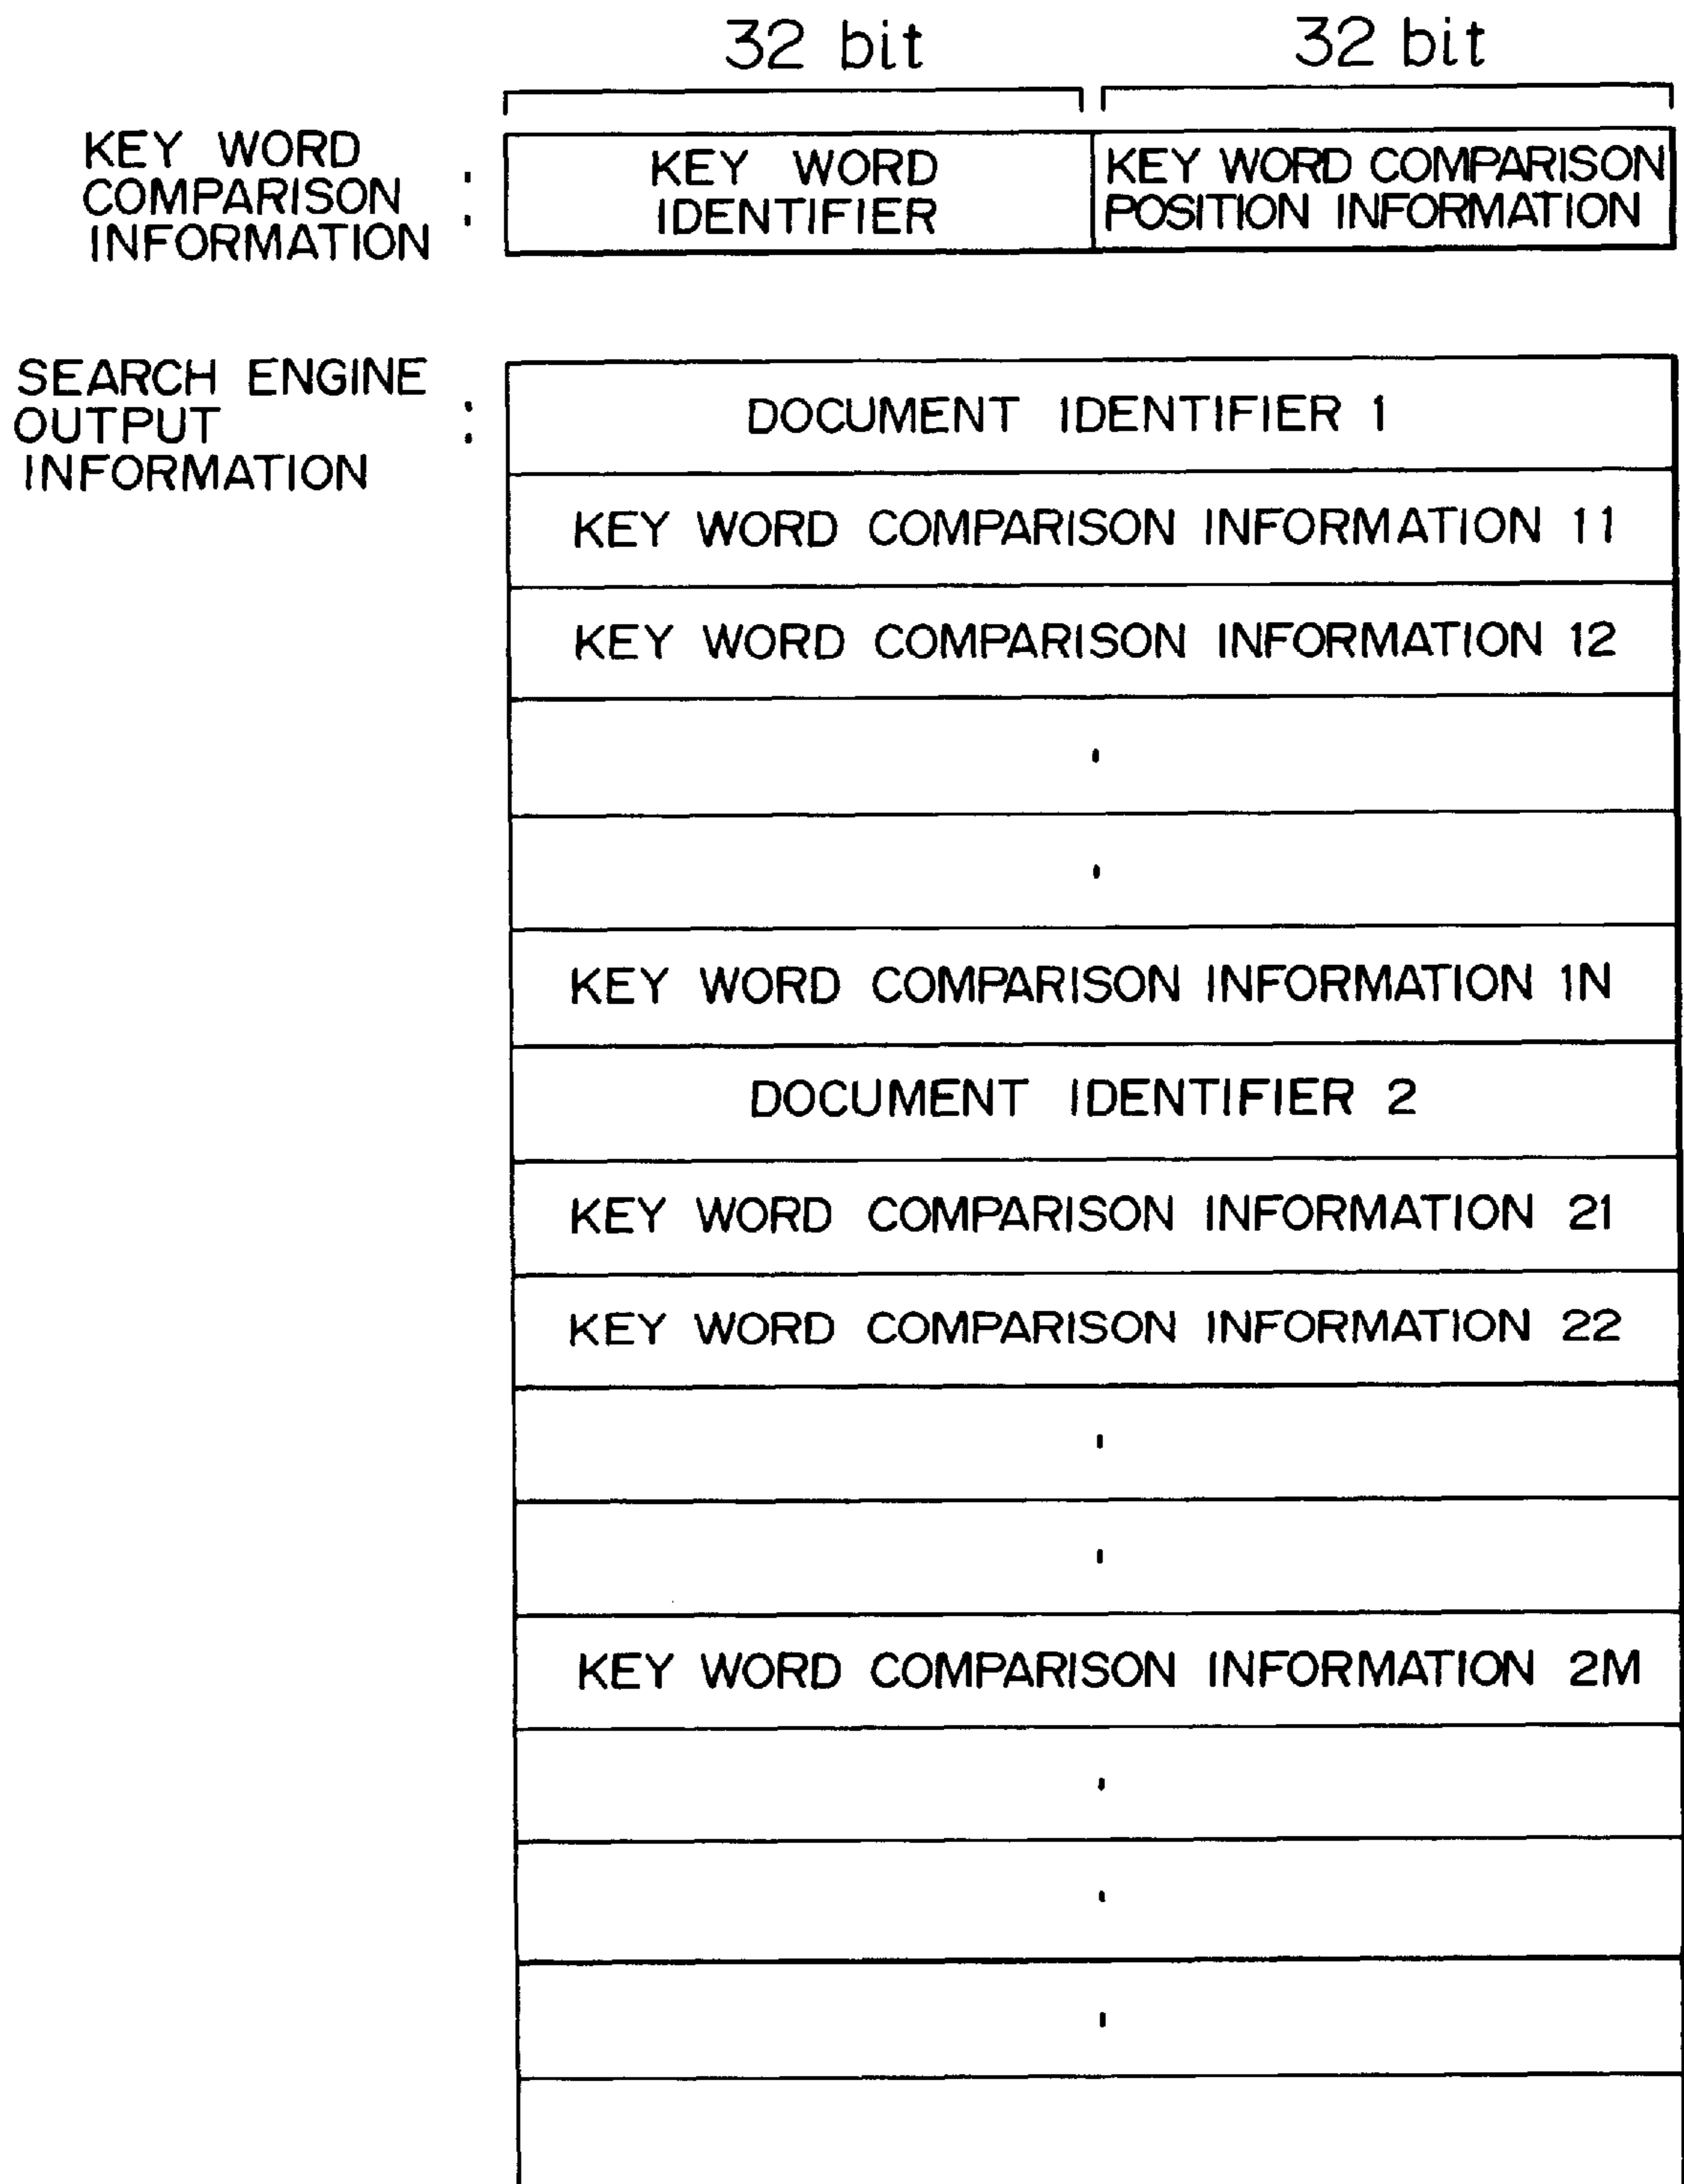 32 bit 32 bit
KEY WORD
COMPARISON :
INFORMATION
KEY WORD
IDENTIFIER
KEY WORD COMPARISON
POSITION INFORMATION
SEARCH ENGINE
OUTPUT :
INFORMATION
DOCUMENT IDENTIFIER 1
KEY WORD COMPARISON INFORMATION 11
KEY WORD COMPARISON INFORMATION 12
KEY WORD COMPARISON INFORMATION 1N
DOCUMENT IDENTIFIER 2
KEY WORD COMPARISON INFORMATION 21
KEY WORD COMPARISON INFORMATION 22
KEY WORD COMPARISON INFORMATION 2M